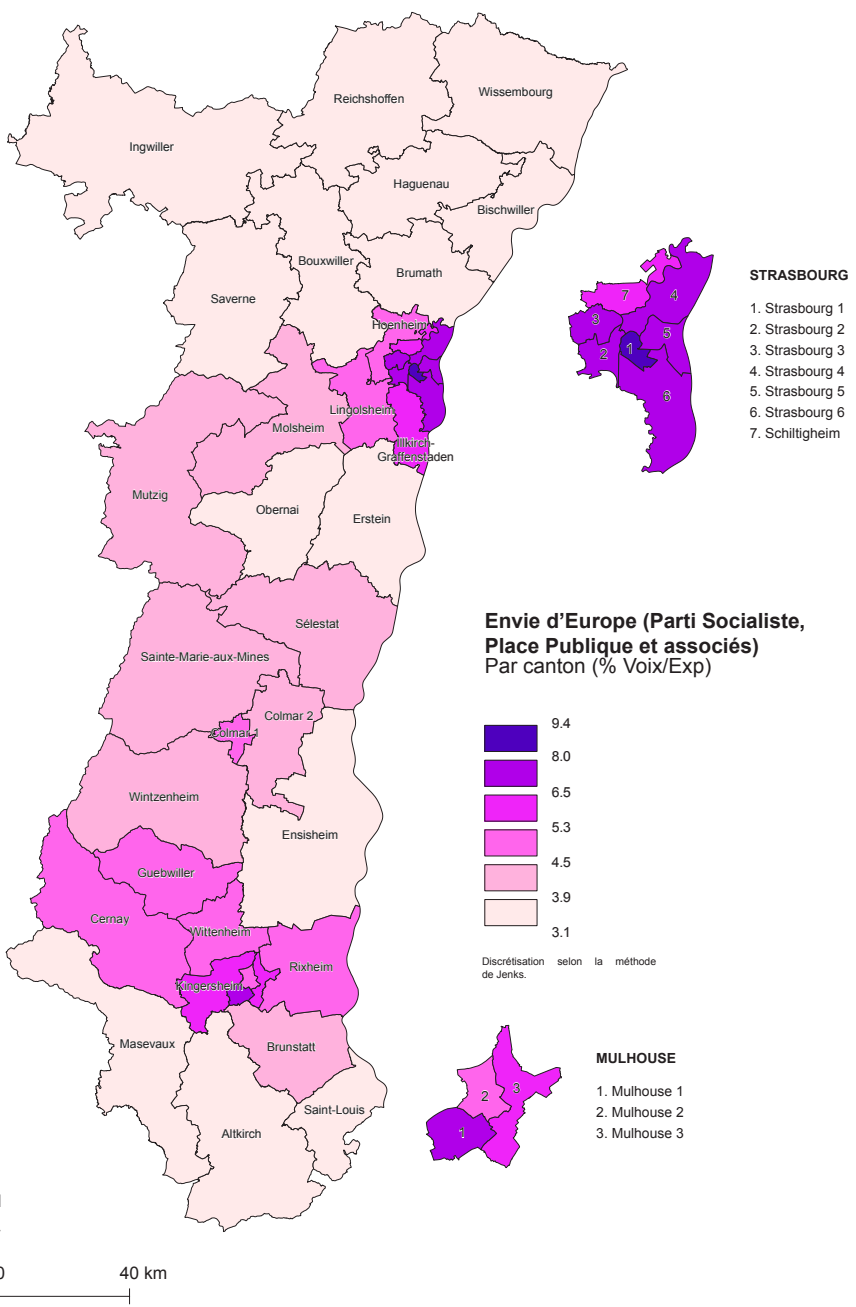 Wissembourg
Reichshoffen
Ingwiller
Haguenau
Bischwiller
Bouxwiller
Brumath
Saverne
Hoenheim
Lingolsheim
Molsheim
Illkirch-
Graffenstaden
Mutzig
Obernai
Erstein
Sélestat
Sainte-Marie-aux-Mines
Colmar 2
Colmar 1
Wintzenheim
Ensisheim
Guebwiller
Cernay
Wittenheim
Rixheim
Kingersheim
Masevaux
Brunstatt
Saint-Louis
Altkirch
40 km
4
7
3
5
1
2
6
STRASBOURG
1. Strasbourg 1
2. Strasbourg 2
3. Strasbourg 3
4. Strasbourg 4
5. Strasbourg 5
6. Strasbourg 6
7. Schiltigheim
Envie d’Europe (Parti Socialiste,
Place Publique et associés)
Par canton (% Voix/Exp)
9.4
8.0
6.5
5.3
4.5
3.9
3.1
Discrétisation selon la méthode
de Jenks.
3
2
1
MULHOUSE
1. Mulhouse 1
2. Mulhouse 2
3. Mulhouse 3